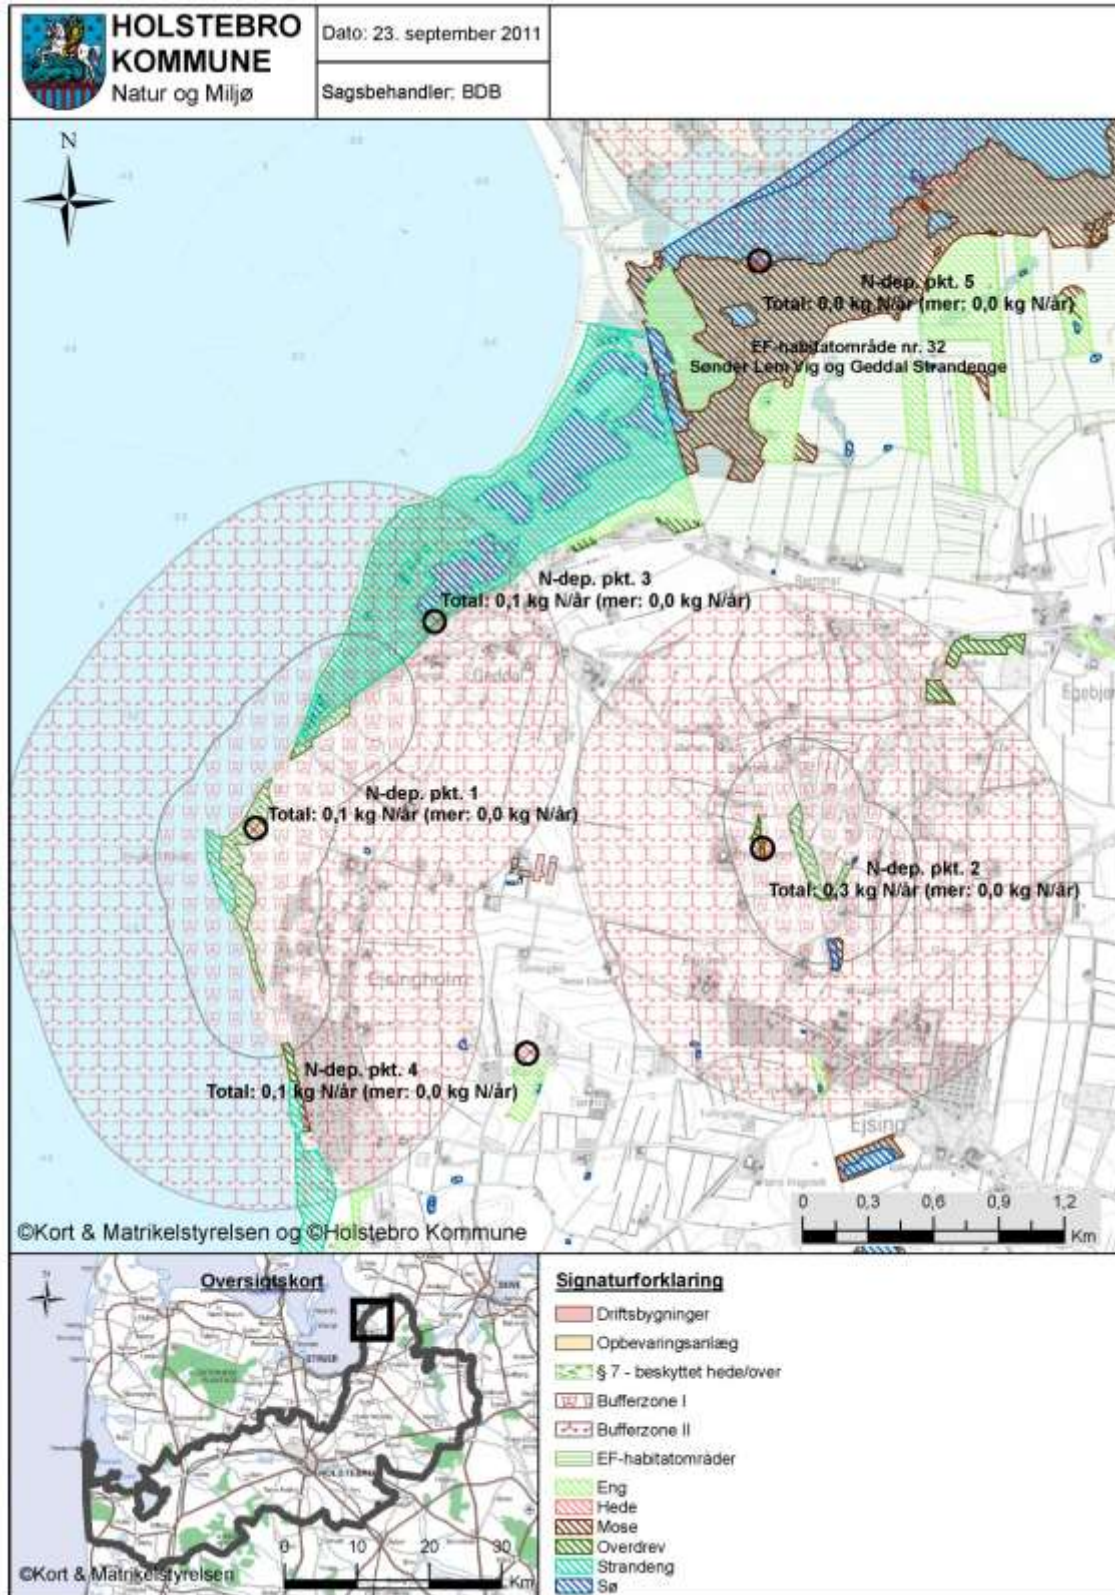 HOLSTEBRO
KOMMUNE
Natur og Miljø
Dato: 23. september 2011
Sagsbehandler: BDB
N
N-dep. pkt. 5
Total: 0,0 kg N/år (mer: 0,0 kg N/år)
EF-habitatområde nr. 32
Sønder Lem Vig og Geddal Strandenge
N-dep. pkt. 3
Total: 0,1 kg N/år (mer: 0,0 kg N/år)
Geddal
Egebjer
N-dep. pkt. 1
Total: 0,1 kg N/år (mer: 0,0 kg N/år)
N-dep. pkt. 2
Total: 0,3 kg N/år (mer: 0,0 kg N/år)
Ejsingholm
N-dep. pkt. 4
Total: 0,1 kg N/år (mer: 0,0 kg N/år)
Ejsing
0 0,3 0,6 0,9 1,2
Km
©Kort & Matrikelstyrelsen og ©Holstebro Kommune
Oversigtskort
N
STRUER
SKIVE
HOLSTEBRO
0 10 20 30
Km
©Kort & Matrikelstyrelsen
Signaturforklaring
Driftsbygninger
Opbevaringsanlæg
§ 7 - beskyttet hede/over
Bufferzone I
Bufferzone II
EF-habitatområder
Eng
Hede
Mose
Overdrev
Strandeng
Sø